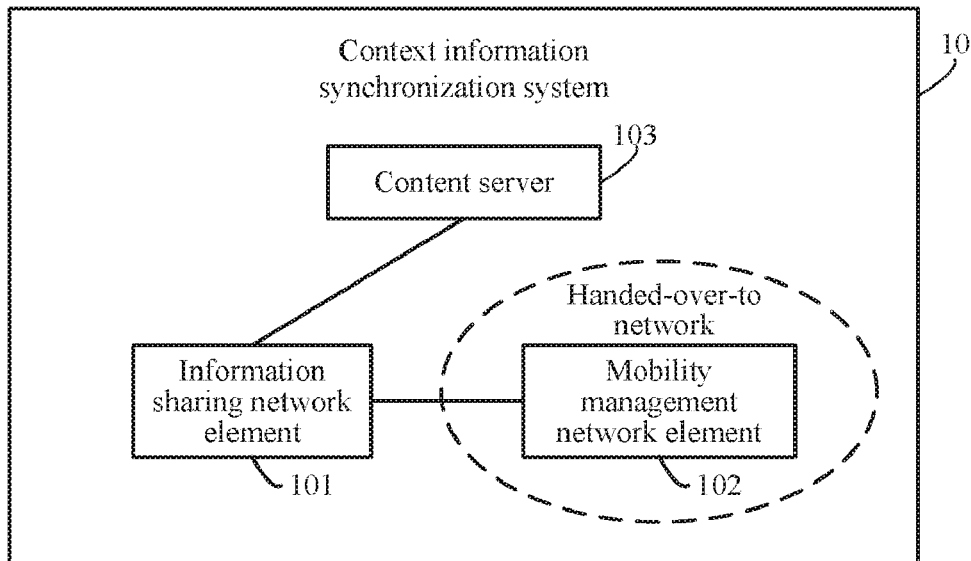 Context information
synchronization system
10
103
Content server
Handed-over-to
network
Information
sharing network
element
Mobility
management
network element
101
102